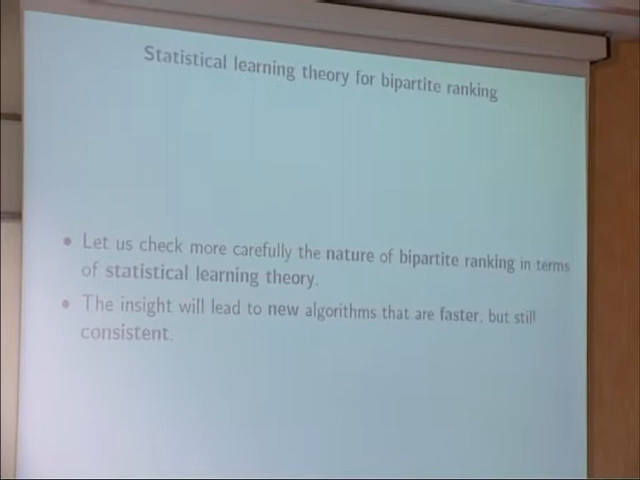 Statistical learning theory for bipartite ranking
• Let us check more carefully the nature of bipartite ranking in terms
of statistical learning theory.
• The insight will lead to new algorithms that are faster, but still
consistent.